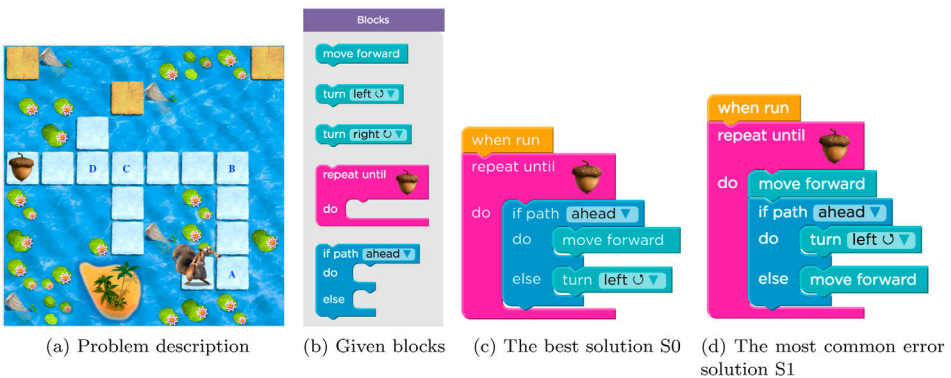 D
C
B
A
(a) Problem description
Blocks
move forward
turn left
turn right
repeat until
do
if path ahead
do
else
(b) Given blocks
when run
repeat until
do
if path ahead
do
move forward
else
turn left
(c) The best solution S0
when run
repeat until
do
move forward
if path ahead
do
turn left
else
move forward
(d) The most common error
solution S1